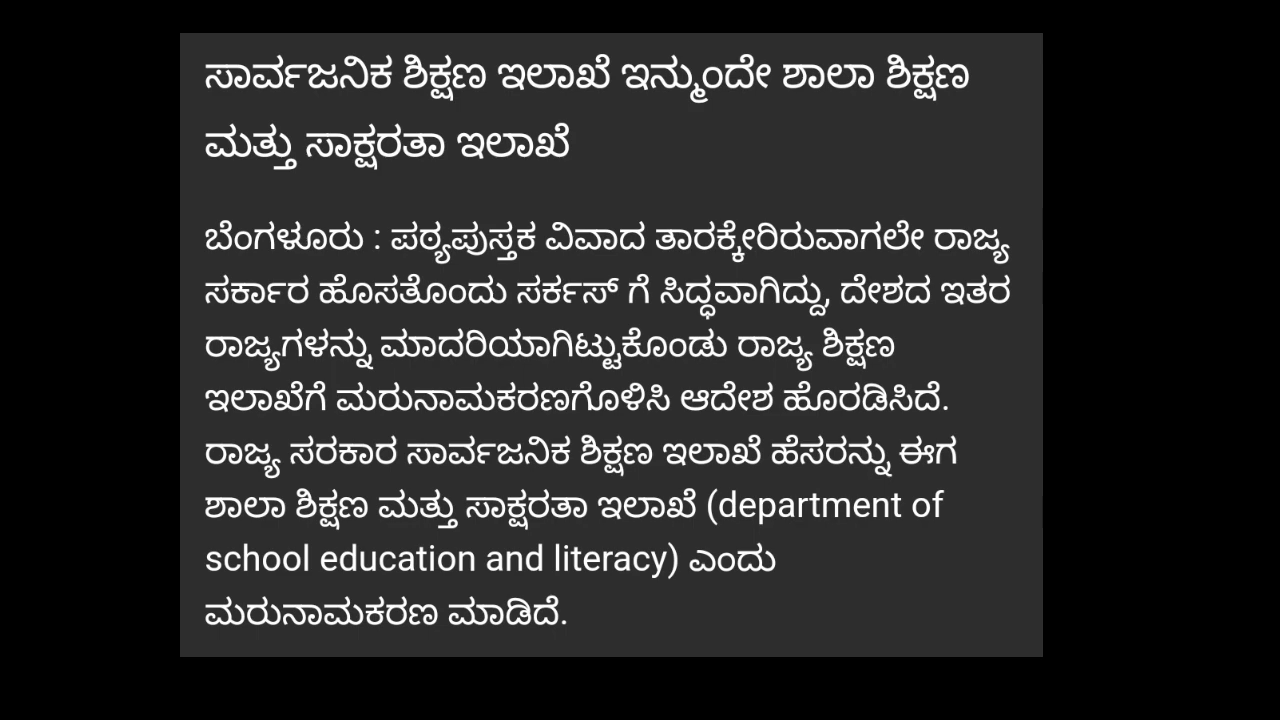 ಸಾರ್ವಜನಿಕ ಶಿಕ್ಷಣ ಇಲಾಖೆ ಇನ್ಮುಂದೇ ಶಾಲಾ ಶಿಕ್ಷಣ
ಮತ್ತು ಸಾಕ್ಷರತಾ ಇಲಾಖೆ
ಬೆಂಗಳೂರು : ಪಠ್ಯಪುಸ್ತಕ ವಿವಾದ ತಾರಕ್ಕೇರಿರುವಾಗಲೇ ರಾಜ್ಯ
ಸರ್ಕಾರ ಹೊಸತೊಂದು ಸರ್ಕಸ್ ಗೆ ಸಿದ್ಧವಾಗಿದ್ದು, ದೇಶದ ಇತರ
ರಾಜ್ಯಗಳನ್ನು ಮಾದರಿಯಾಗಿಟ್ಟುಕೊಂಡು ರಾಜ್ಯ ಶಿಕ್ಷಣ
ಇಲಾಖೆಗೆ ಮರುನಾಮಕರಣಗೊಳಿಸಿ ಆದೇಶ ಹೊರಡಿಸಿದೆ.
ರಾಜ್ಯ ಸರಕಾರ ಸಾರ್ವಜನಿಕ ಶಿಕ್ಷಣ ಇಲಾಖೆ ಹೆಸರನ್ನು ಈಗ
ಶಾಲಾ ಶಿಕ್ಷಣ ಮತ್ತು ಸಾಕ್ಷರತಾ ಇಲಾಖೆ (department of
school education and literacy) ಎಂದು
ಮರುನಾಮಕರಣ ಮಾಡಿದೆ.